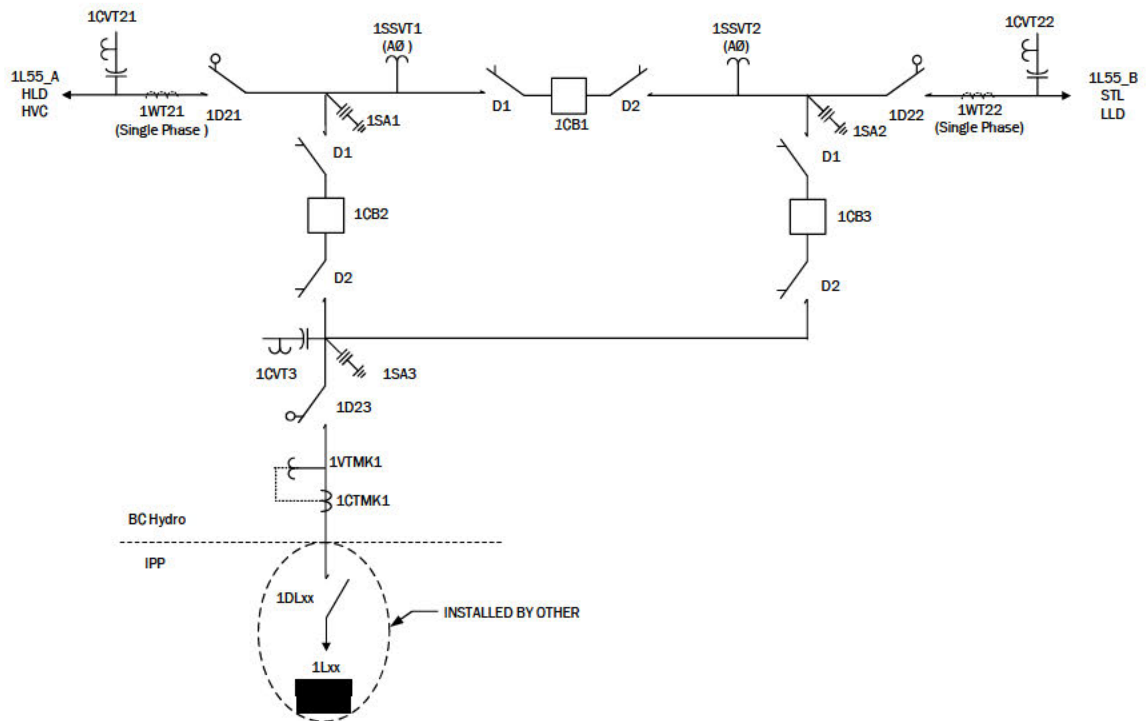 1CVT21
1SSVT1
(AØ )
1SSVT2
(AØ)
1CVT22
1L55_A
HLD
HVC
1WT21
(Single Phase )
1D21
1SA1
D1
1CB1
D2
1SA2
1D22
1WT22
(Single Phase)
1L55_B
STL
LLD
D1
1CB2
D2
D1
1CB3
D2
1CVT3
1SA3
1D23
1VTMK1
1CTMK1
BC Hydro
IPP
1DLxx
INSTALLED BY OTHER
1Lxx